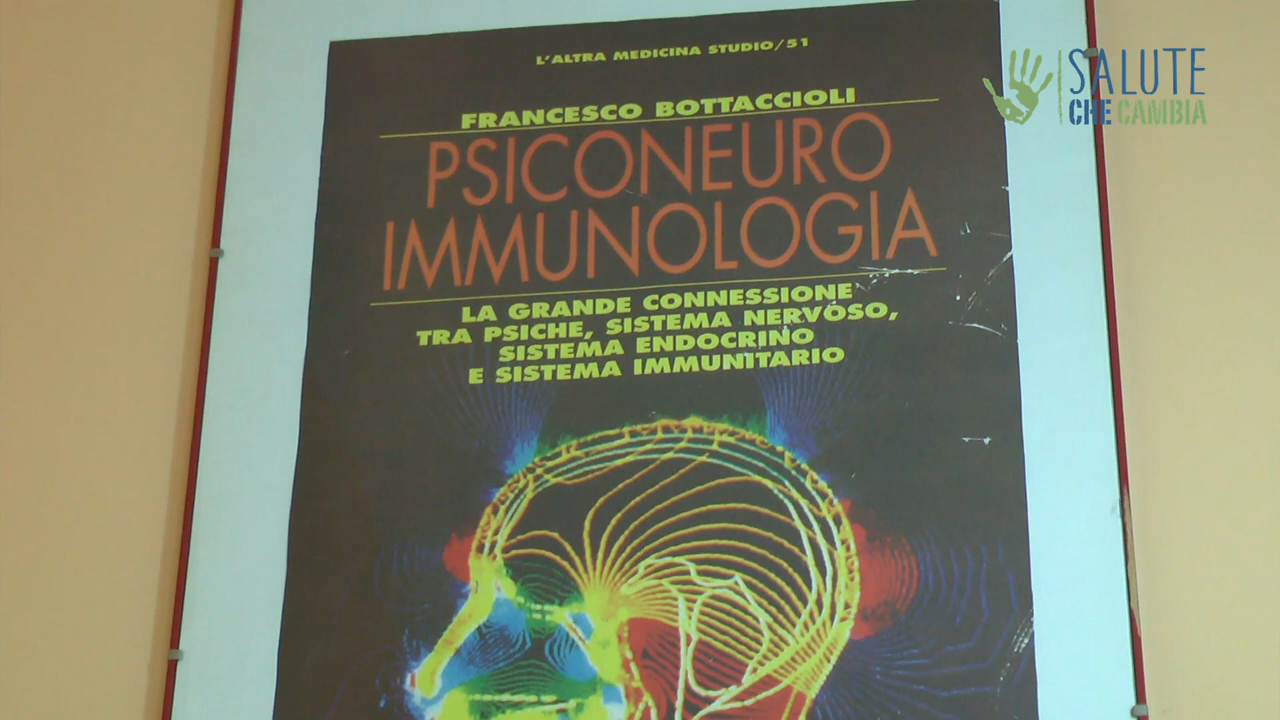 L'ALTRA MEDICINA STUDIO/51
FRANCESCO BOTTACCIOLI
PSICONEURO
IMMUNOLOGIA
LA GRANDE CONNESSIONE
TRA PSICHE, SISTEMA NERVOSO,
SISTEMA ENDOCRINO
E SISTEMA IMMUNITARIO
SALUTE
CHE CAMBIA